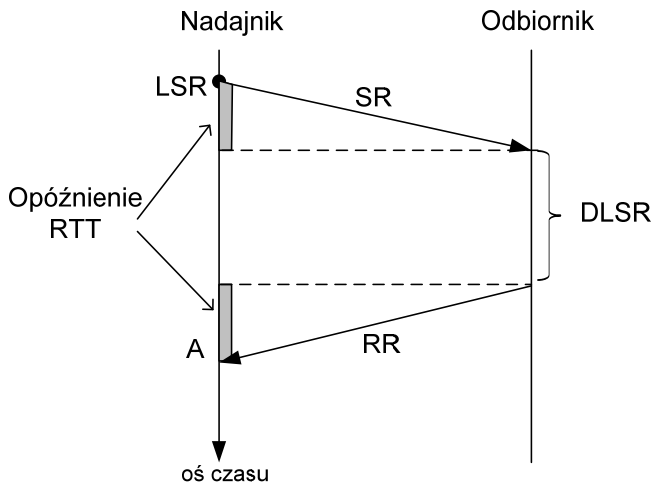 Nadajnik
Odbiornik
LSR
SR
Opóźnienie
RTT
DLSR
A
RR
oś czasu